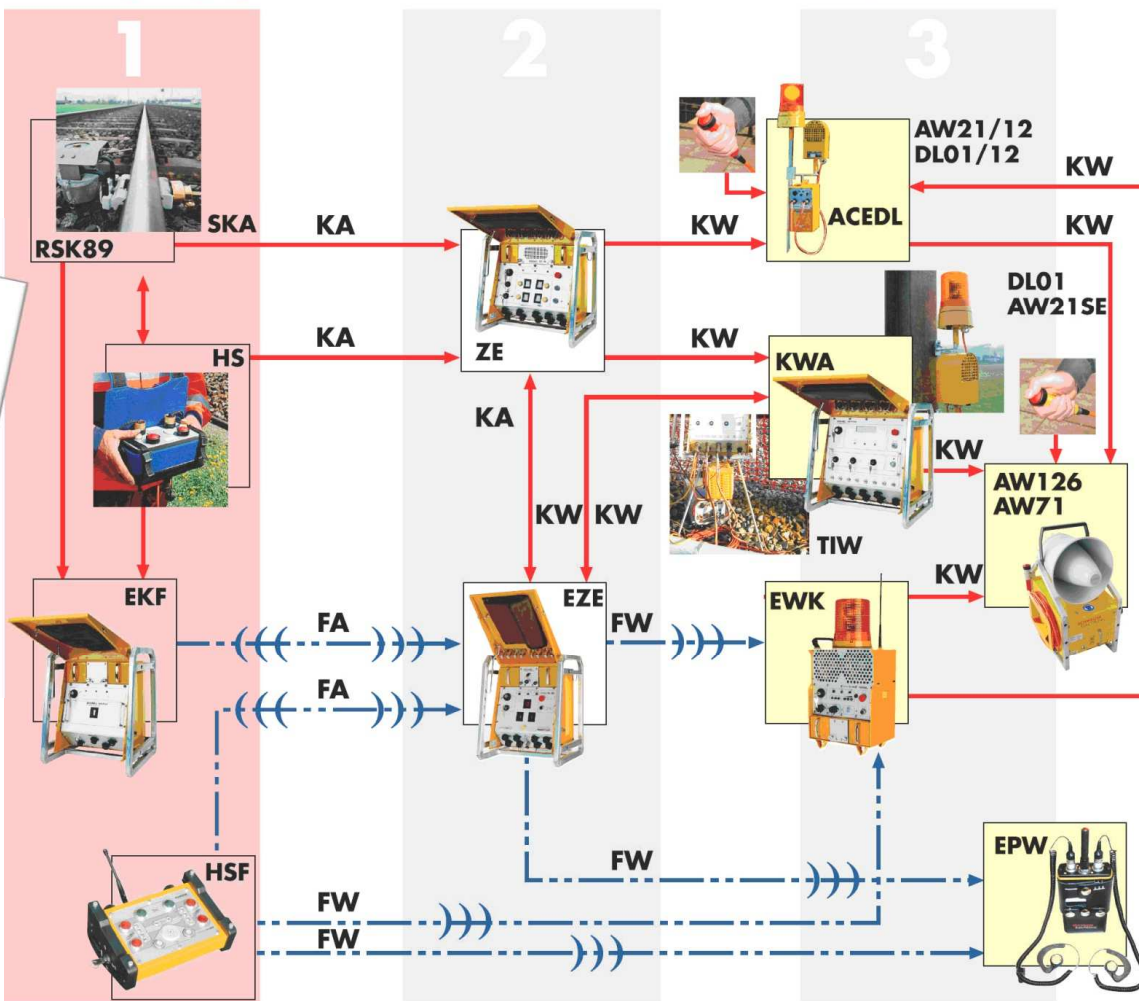 1
2
3
RSK89
SKA
KA
ZE
KW
ACEDL
AW21/12
DL01/12
KW
KW
DL01
AW21SE
HS
KA
KW
KWA
KA
KW
KW
TIW
KW
AW126
AW71
EKF
FA
FA
EZE
FW
EWK
KW
HSF
FW
FW
FW
EPW